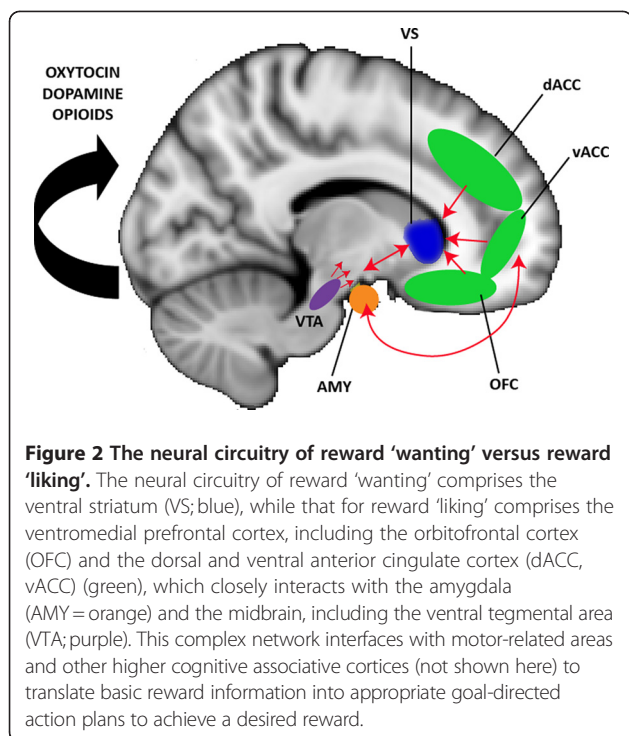 VS
OXYTOCIN
DOPAMINE
OPIOIDS
dACC
vACC
VTA
AMY
OFC
Figure 2 The neural circuitry of reward ‘wanting’ versus reward
‘liking’. The neural circuitry of reward ‘wanting’ comprises the
ventral striatum (VS; blue), while that for reward ‘liking’ comprises the
ventromedial prefrontal cortex, including the orbitofrontal cortex
(OFC) and the dorsal and ventral anterior cingulate cortex (dACC,
vACC) (green), which closely interacts with the amygdala
(AMY = orange) and the midbrain, including the ventral tegmental area
(VTA; purple). This complex network interfaces with motor-related areas
and other higher cognitive associative cortices (not shown here) to
translate basic reward information into appropriate goal-directed
action plans to achieve a desired reward.